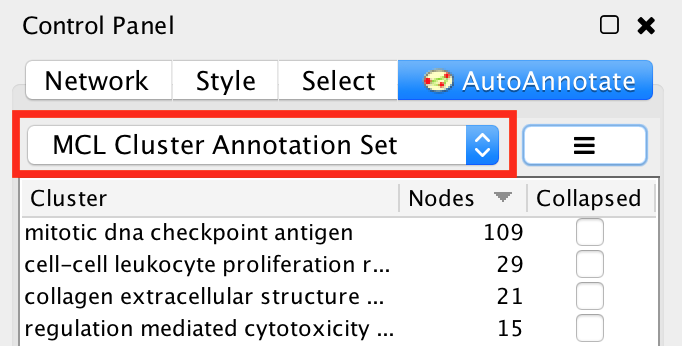 Control Panel
Network Style Select AutoAnnotate
MCL Cluster Annotation Set
Cluster Nodes Collapsed
mitotic dna checkpoint antigen 109
cell-cell leukocyte proliferation r... 29
collagen extracellular structure ... 21
regulation mediated cytotoxicity ... 15